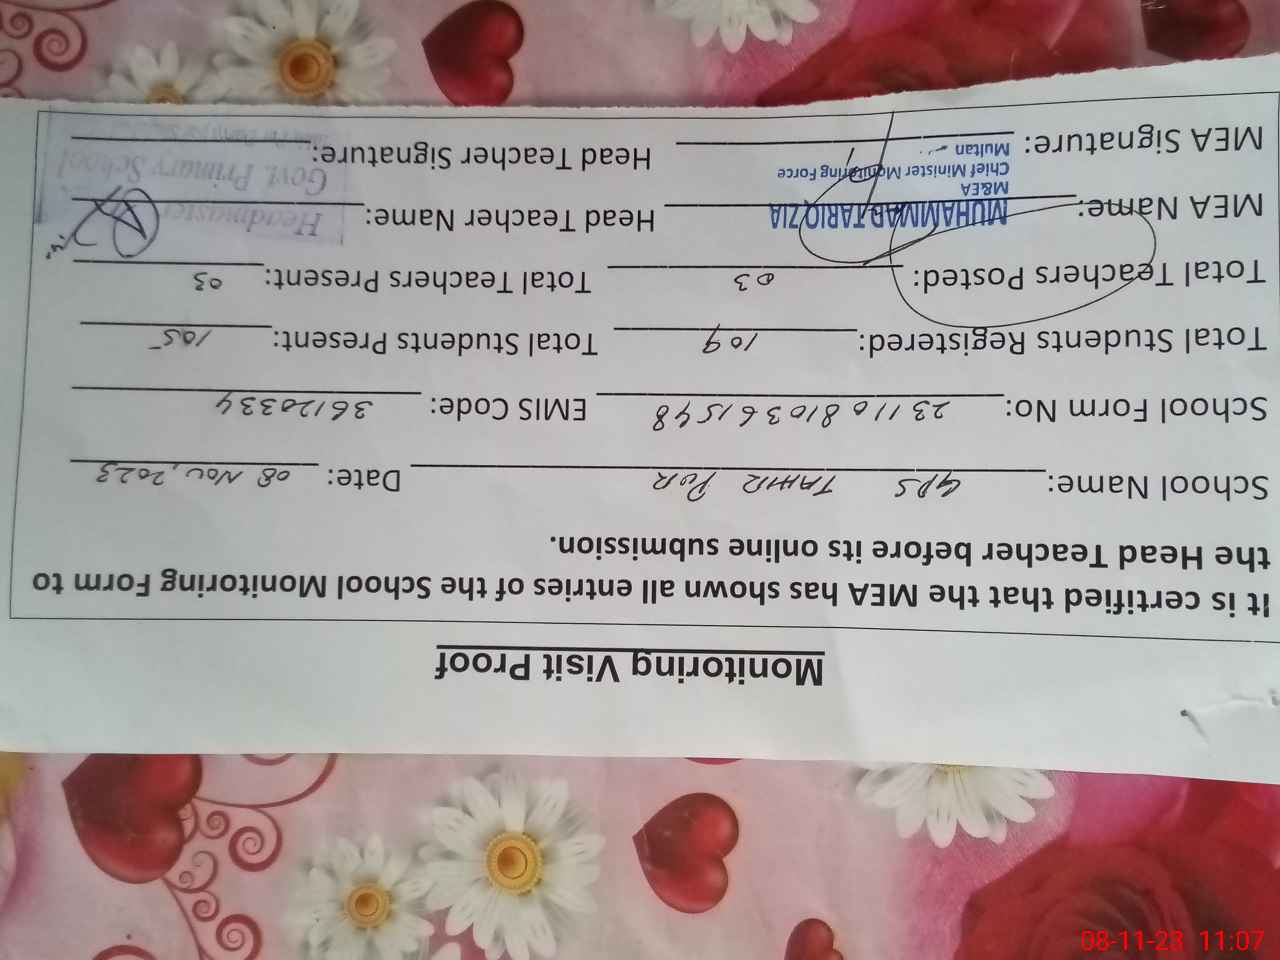 Monitoring Visit Proof
It is certified that the MEA has shown all entries of the School Monitoring Form to
the Head Teacher before its online submission.
School Name: GPS TAHIR PUR Date: 08 Nov, 2023
School Form No: 23110810361548 EMIS Code: 36120334
Total Students Registered: 109 Total Students Present: 105
Total Teachers Posted: 03 Total Teachers Present: 03
MEA Name: MUHAMMAD TARIQ ZIA Head Teacher Name: Headmaster
M&EA
Chief Minister Monitoring Force Govt. Primary School
Multan
MEA Signature: Head Teacher Signature:
08-11-23 11:07